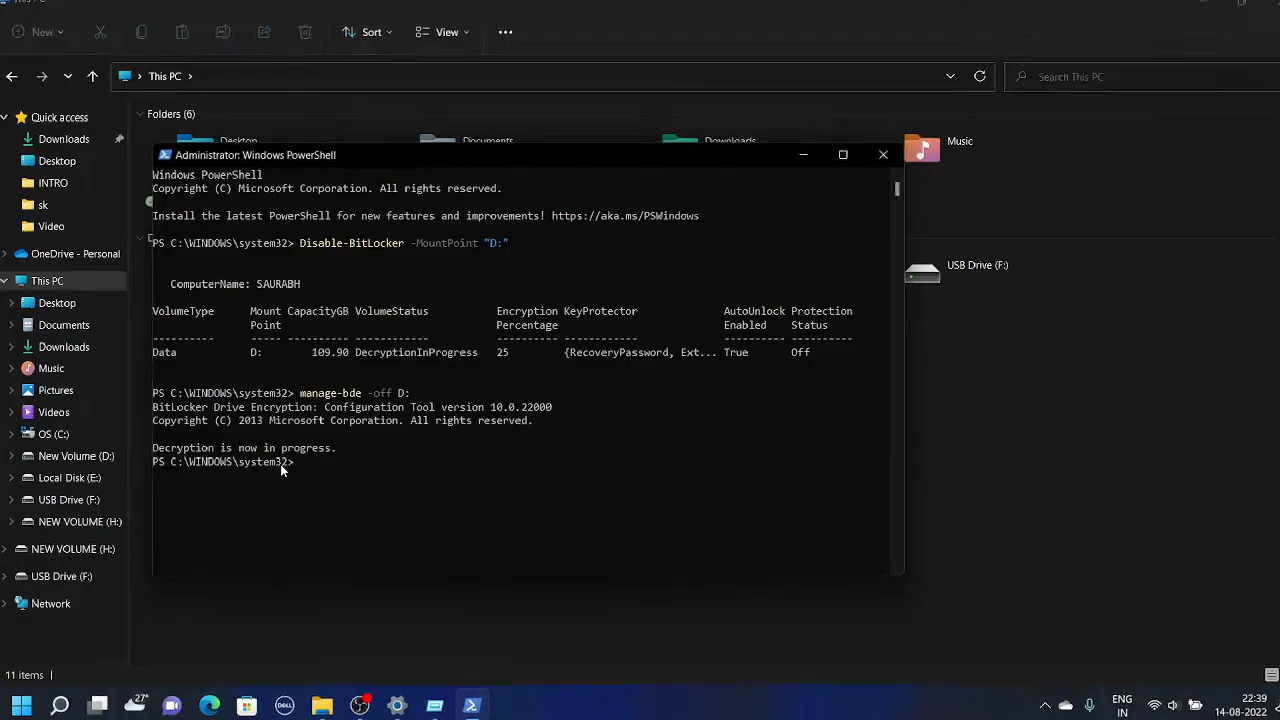 New
Sort
View
This PC
Search This PC
Quick access
Downloads
Desktop
INTRO
sk
Video
OneDrive - Personal
This PC
Desktop
Documents
Downloads
Music
Pictures
Videos
OS (C:)
New Volume (D:)
Local Disk (E:)
USB Drive (F:)
NEW VOLUME (H:)
NEW VOLUME (H:)
USB Drive (F:)
Network
Folders (6)
Desktop
Documents
Downloads
Music
USB Drive (F:)
Administrator: Windows PowerShell
Windows PowerShell
Copyright (C) Microsoft Corporation. All rights reserved.
Install the latest PowerShell for new features and improvements! https://aka.ms/PSWindows
PS C:\WINDOWS\system32> Disable-BitLocker -MountPoint "D:"
ComputerName: SAURABH
VolumeType Mount CapacityGB VolumeStatus Encryption KeyProtector AutoUnlock Protection
Point Percentage Enabled Status
---------- ----- ---------- ------------ ---------- ------------ ---------- ----------
Data D: 109.90 DecryptionInProgress 25 {RecoveryPassword, Ext... True Off
PS C:\WINDOWS\system32> manage-bde -off D:
BitLocker Drive Encryption: Configuration Tool version 10.0.22000
Copyright (C) 2013 Microsoft Corporation. All rights reserved.
Decryption is now in progress.
PS C:\WINDOWS\system32>
11 items
27°
DELL
ENG
IN
22:39
14-08-2022